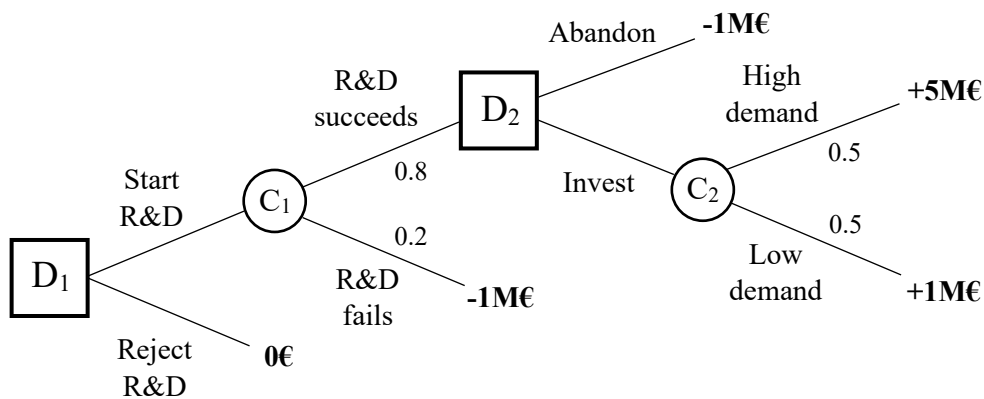 Abandon
-1M€
R&D
succeeds
D₂
High
demand
+5M€
0.5
0.8
Invest
C₂
Start
R&D
C₁
0.2
0.5
D₁
R&D
fails
-1M€
Low
demand
+1M€
Reject
R&D
0€